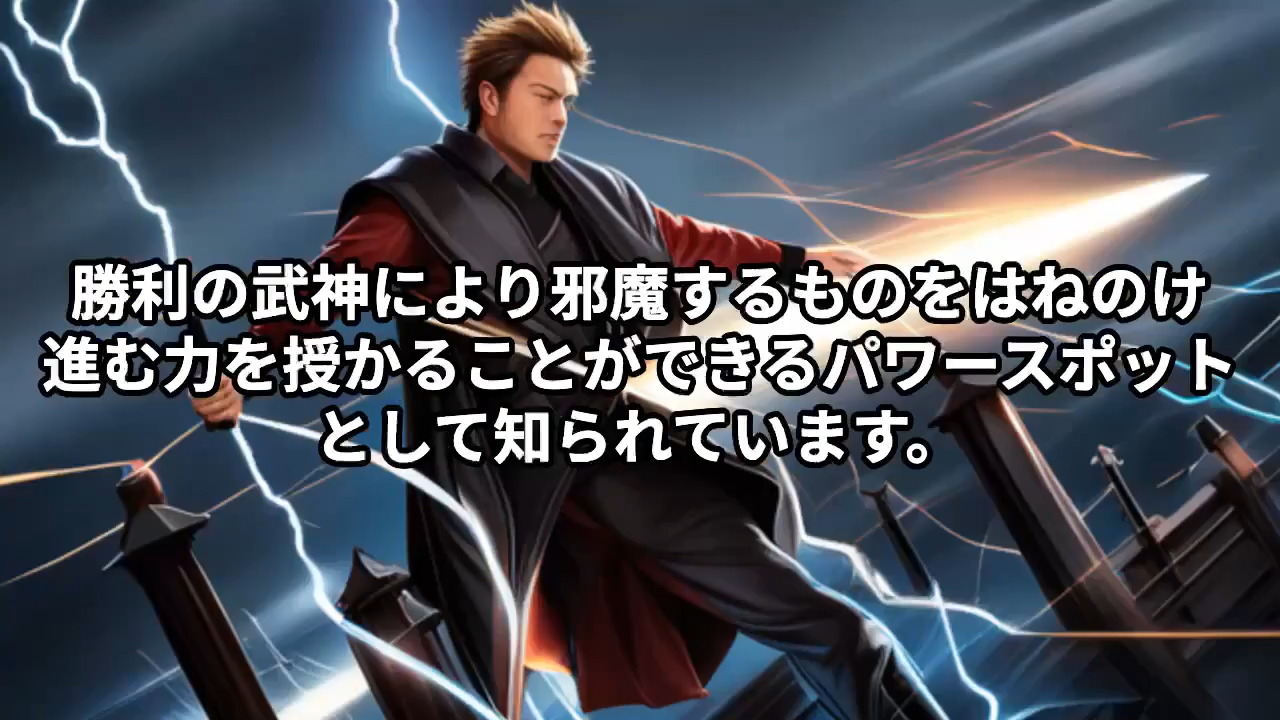 勝利の武神により邪魔するものをはねのけ
進む力を授かることができるパワースポット
として知られています。